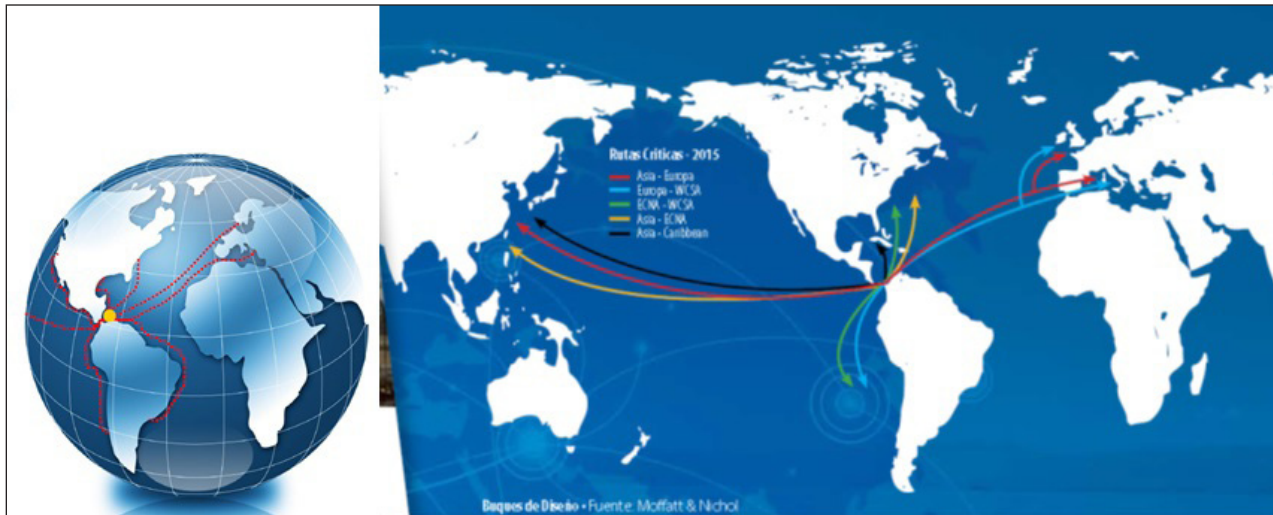 Rutas Críticas - 2015
Asia - Europa
Europa - WCSA
ECNA - WCSA
Asia - ECNA
Asia - Caribbean
Buques de Diseño • Fuente: Moffatt & Nichol